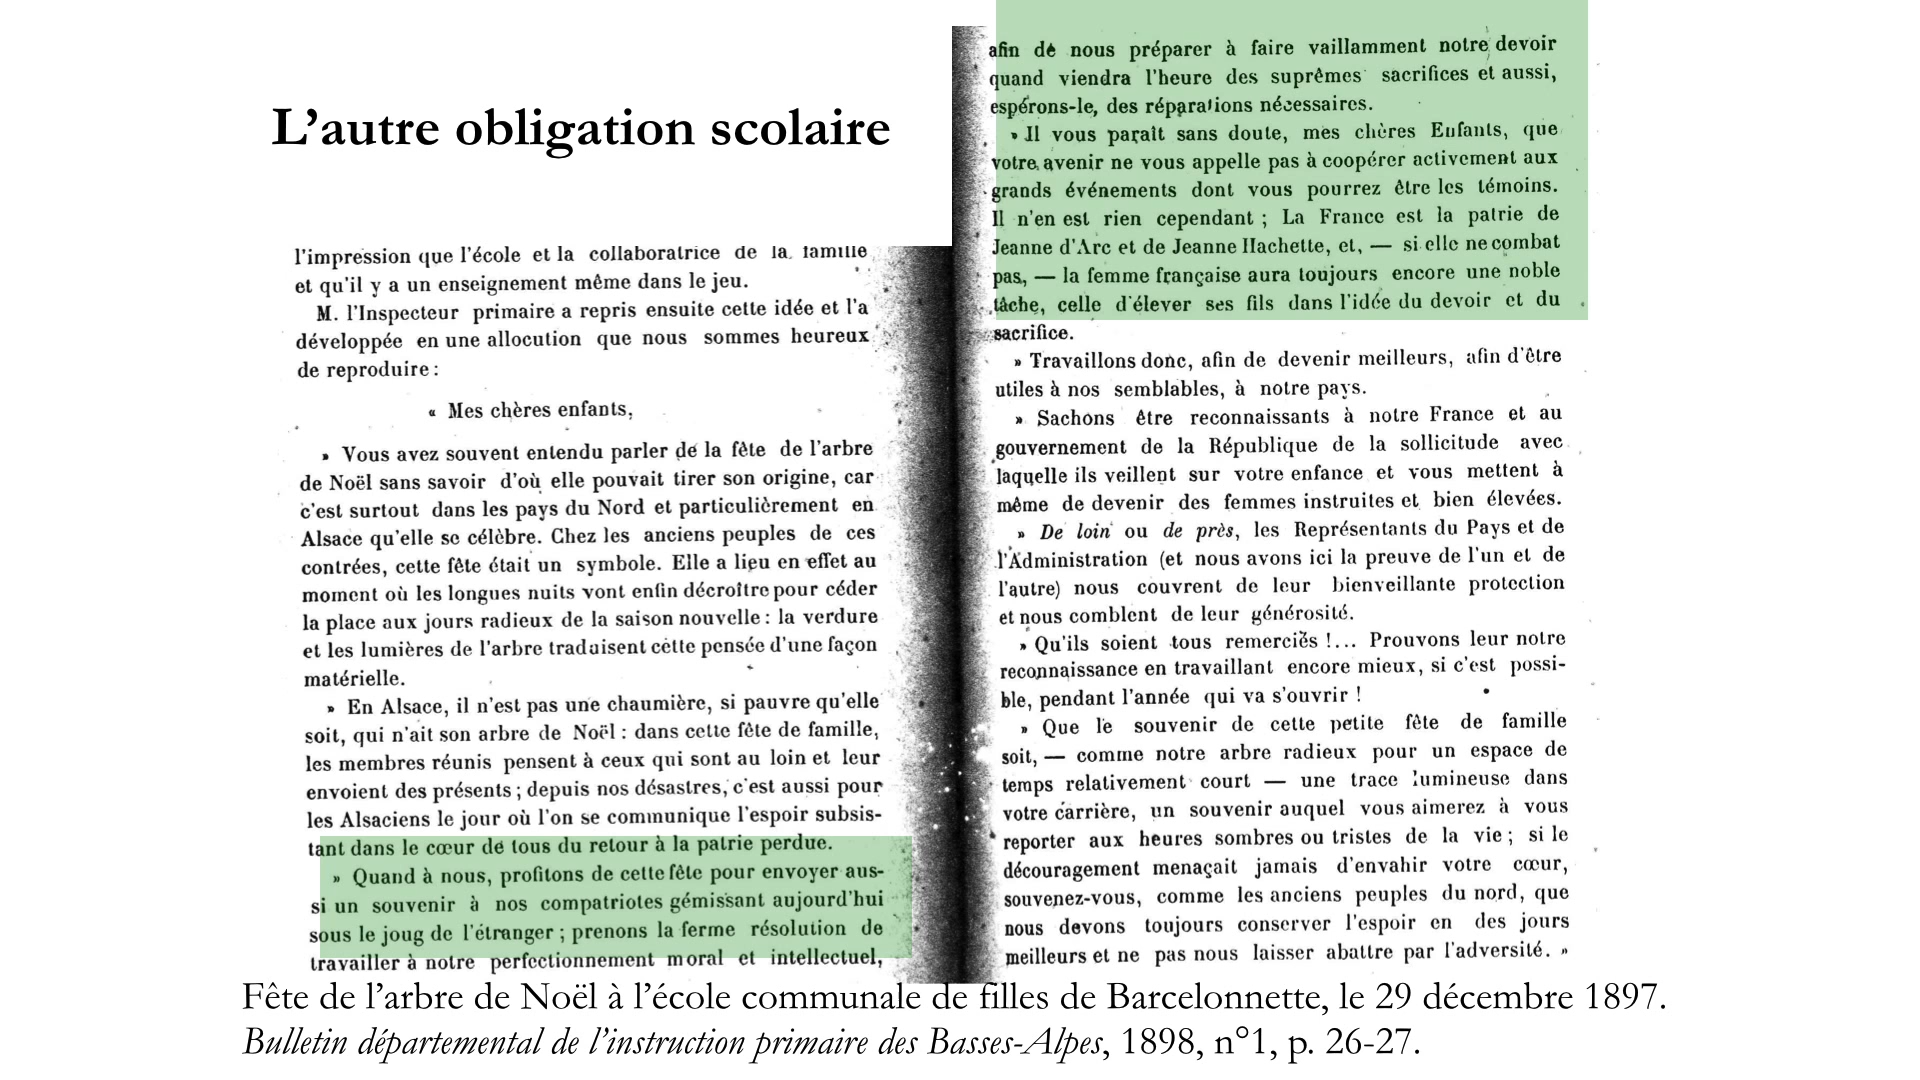 L’autre obligation scolaire
l'impression que l'école et la collaboratrice de la famille
et qu'il y a un enseignement même dans le jeu.
M. l'Inspecteur primaire a repris ensuite cette idée et l'a
développée en une allocution que nous sommes heureux
de reproduire :
« Mes chères enfants,
» Vous avez souvent entendu parler de la fête de l'arbre
de Noël sans savoir d'où elle pouvait tirer son origine, car
c'est surtout dans les pays du Nord et particulièrement en
Alsace qu'elle se célèbre. Chez les anciens peuples de ces
contrées, cette fête était un symbole. Elle a lieu en effet au
moment où les longues nuits vont enfin décroître pour céder
la place aux jours radieux de la saison nouvelle : la verdure
et les lumières de l'arbre traduisent cette pensée d'une façon
matérielle.
» En Alsace, il n'est pas une chaumière, si pauvre qu'elle
soit, qui n'ait son arbre de Noël : dans cette fête de famille,
les membres réunis pensent à ceux qui sont au loin et leur
envoient des présents ; depuis nos désastres, c'est aussi pour
les Alsaciens le jour où l'on se communique l'espoir subsis-
tant dans le cœur de tous du retour à la patrie perdue.
» Quand à nous, profitons de cette fête pour envoyer aus-
si un souvenir à nos compatriotes gémissant aujourd'hui
sous le joug de l'étranger ; prenons la ferme résolution de
travailler à notre perfectionnement moral et intellectuel,
afin de nous préparer à faire vaillamment notre devoir
quand viendra l'heure des suprêmes sacrifices et aussi,
espérons-le, des réparations nécessaires.
» Il vous paraît sans doute, mes chères Enfants, que
votre avenir ne vous appelle pas à coopérer activement aux
grands événements dont vous pourrez être les témoins.
Il n'en est rien cependant ; La France est la patrie de
Jeanne d'Arc et de Jeanne Hachette, et, — si elle ne combat
pas, — la femme française aura toujours encore une noble
tâche, celle d'élever ses fils dans l'idée du devoir et du
sacrifice.
» Travaillons donc, afin de devenir meilleurs, afin d'être
utiles à nos semblables, à notre pays.
» Sachons être reconnaissants à notre France et au
gouvernement de la République de la sollicitude avec
laquelle ils veillent sur votre enfance et vous mettent à
même de devenir des femmes instruites et bien élevées.
» De loin ou de près, les Représentants du Pays et de
l'Administration (et nous avons ici la preuve de l'un et de
l'autre) nous couvrent de leur bienveillante protection
et nous comblent de leur générosité.
» Qu'ils soient tous remerciés !... Prouvons leur notre
reconnaissance en travaillant encore mieux, si c'est possi-
ble, pendant l'année qui va s'ouvrir !
» Que le souvenir de cette petite fête de famille
soit, — comme notre arbre radieux pour un espace de
temps relativement court — une trace lumineuse dans
votre carrière, un souvenir auquel vous aimerez à vous
reporter aux heures sombres ou tristes de la vie ; si le
découragement menaçait jamais d'envahir votre cœur,
souvenez-vous, comme les anciens peuples du nord, que
nous devons toujours conserver l'espoir en des jours
meilleurs et ne pas nous laisser abattre par l'adversité. »
Fête de l’arbre de Noël à l’école communale de filles de Barcelonnette, le 29 décembre 1897.
Bulletin départemental de l’instruction primaire des Basses-Alpes, 1898, n°1, p. 26-27.